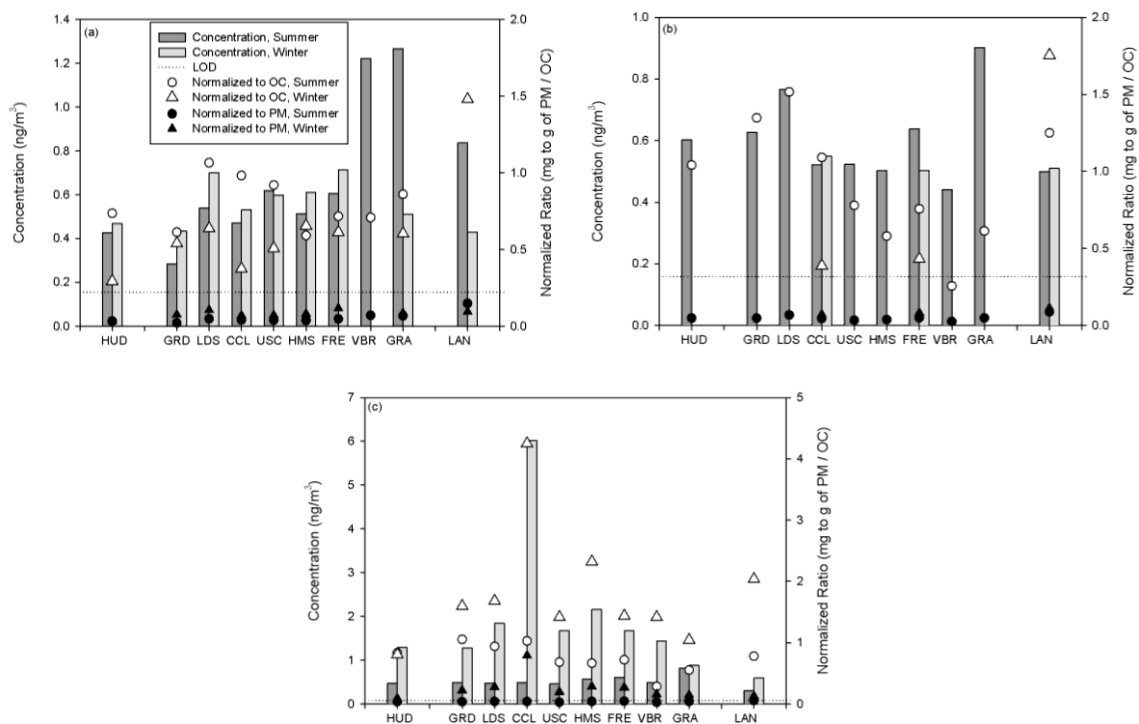 (a)
Concentration, Summer
Concentration, Winter
LOD
Normalized to OC, Summer
Normalized to OC, Winter
Normalized to PM, Summer
Normalized to PM, Winter
Concentration (ng/m³)
1.4
1.2
1.0
0.8
0.6
0.4
0.2
0.0
2.0
1.5
1.0
0.5
0.0
Normalized Ratio (mg to g of PM / OC)
HUD GRD LDS CCL USC HMS FRE VBR GRA LAN
(b)
Concentration (ng/m³)
1.0
0.8
0.6
0.4
0.2
0.0
2.0
1.5
1.0
0.5
0.0
Normalized Ratio (mg to g of PM / OC)
HUD GRD LDS CCL USC HMS FRE VBR GRA LAN
(c)
Concentration (ng/m³)
7
6
5
4
3
2
1
0
5
4
3
2
1
0
Normalized Ratio (mg to g of PM / OC)
HUD GRD LDS CCL USC HMS FRE VBR GRA LAN